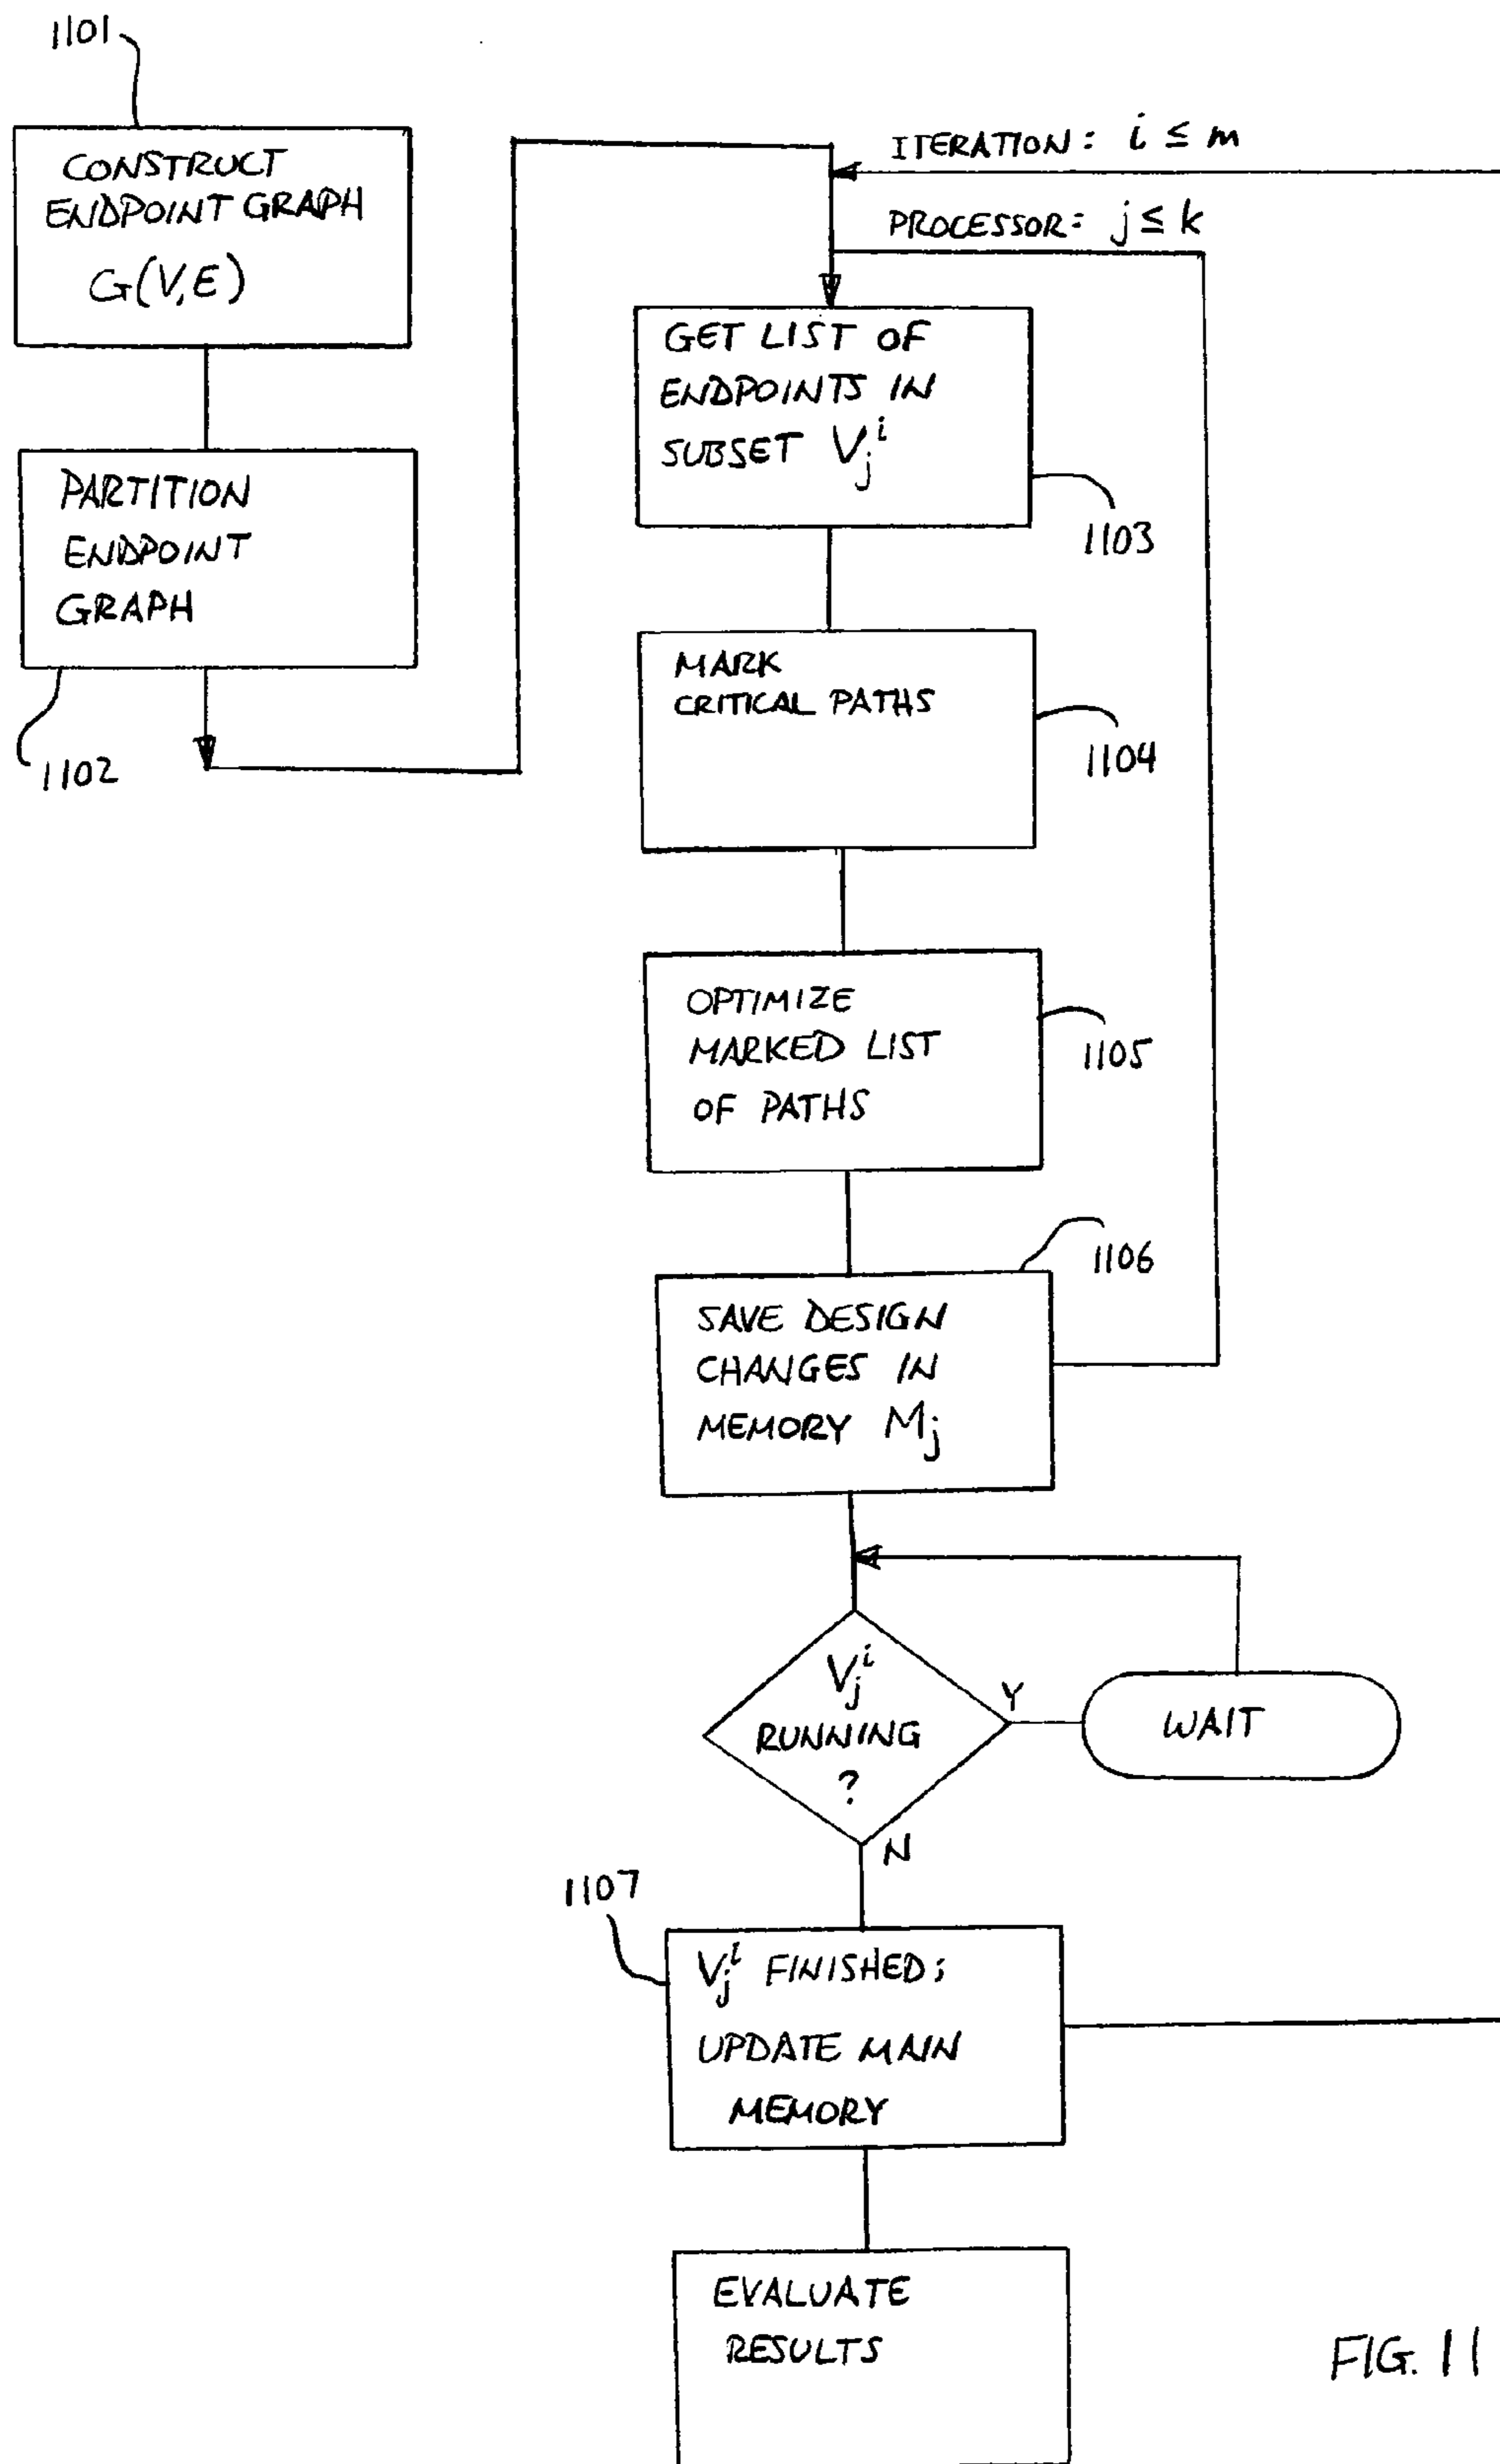 1101
CONSTRUCT
ENDPOINT GRAPH
G(V,E)
PARTITION
ENDPOINT
GRAPH
1102
ITERATION: i ≤ m
PROCESSOR: j ≤ k
GET LIST OF
ENDPOINTS IN
SUBSET V_j^i
1103
MARK
CRITICAL PATHS
1104
OPTIMIZE
MARKED LIST
OF PATHS
1105
SAVE DESIGN
CHANGES IN
MEMORY M_j
1106
V_j^i
RUNNING
?
Y
WAIT
N
1107
V_j^i FINISHED;
UPDATE MAIN
MEMORY
EVALUATE
RESULTS
FIG. 11